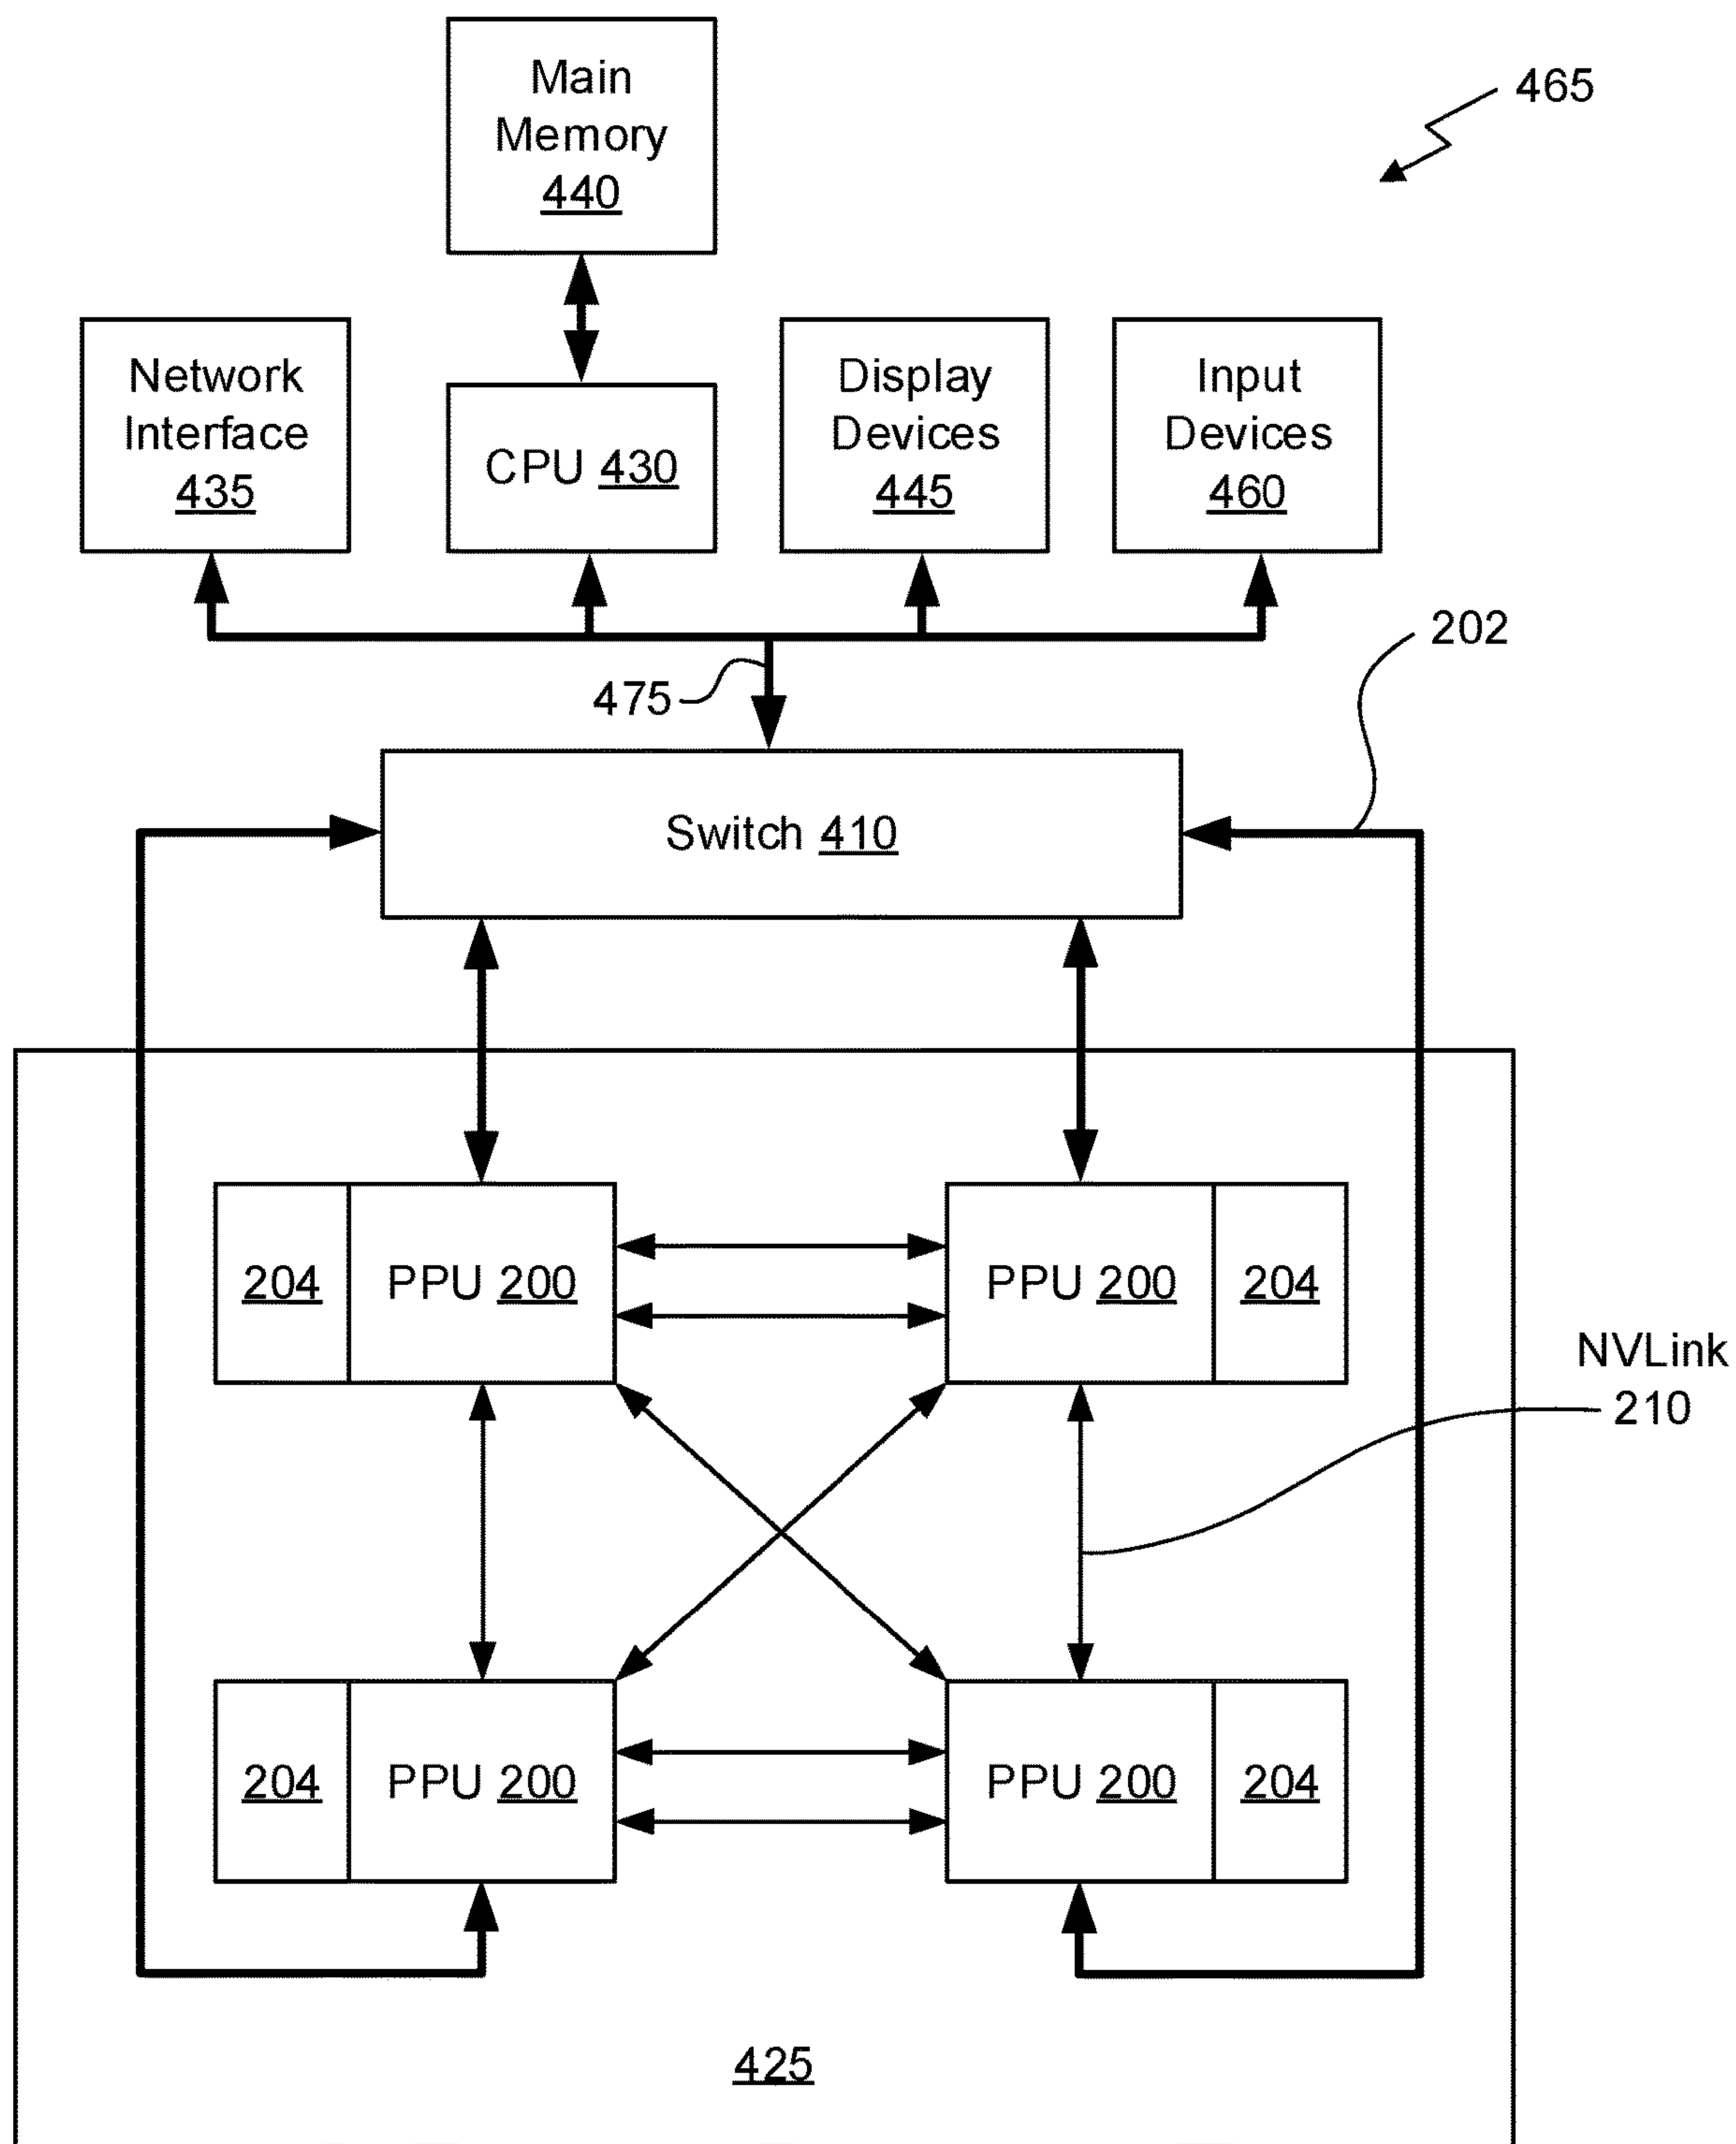 Main
Memory
440
465
Network
Interface
435
CPU 430
Display
Devices
445
Input
Devices
460
202
475
Switch 410
204 PPU 200
PPU 200 204
NVLink
210
204 PPU 200
PPU 200 204
425